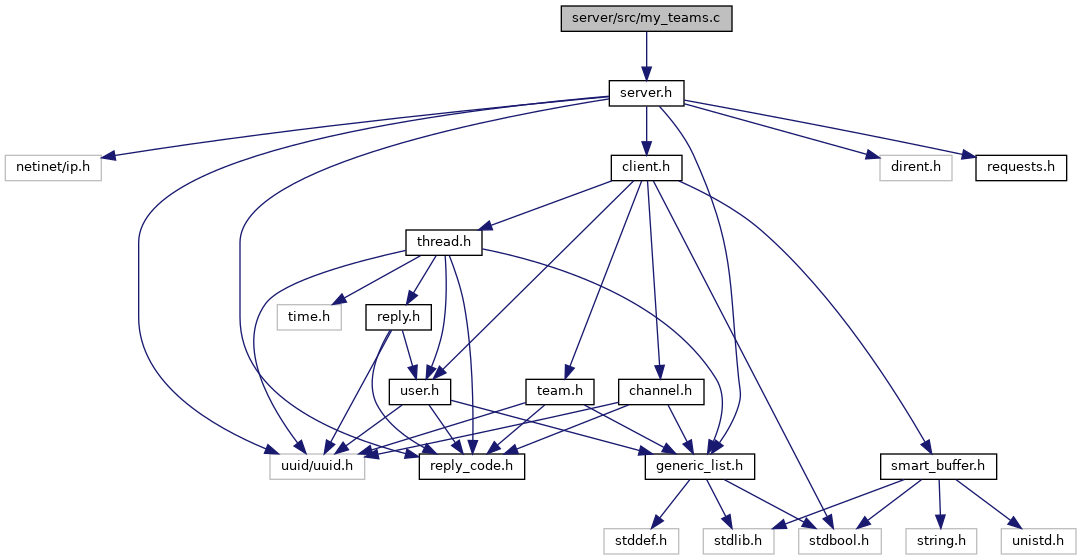 server/src/my_teams.c
server.h
netinet/ip.h
client.h
dirent.h
requests.h
thread.h
time.h
reply.h
user.h
team.h
channel.h
uuid/uuid.h
reply_code.h
generic_list.h
smart_buffer.h
stddef.h
stdlib.h
stdbool.h
string.h
unistd.h